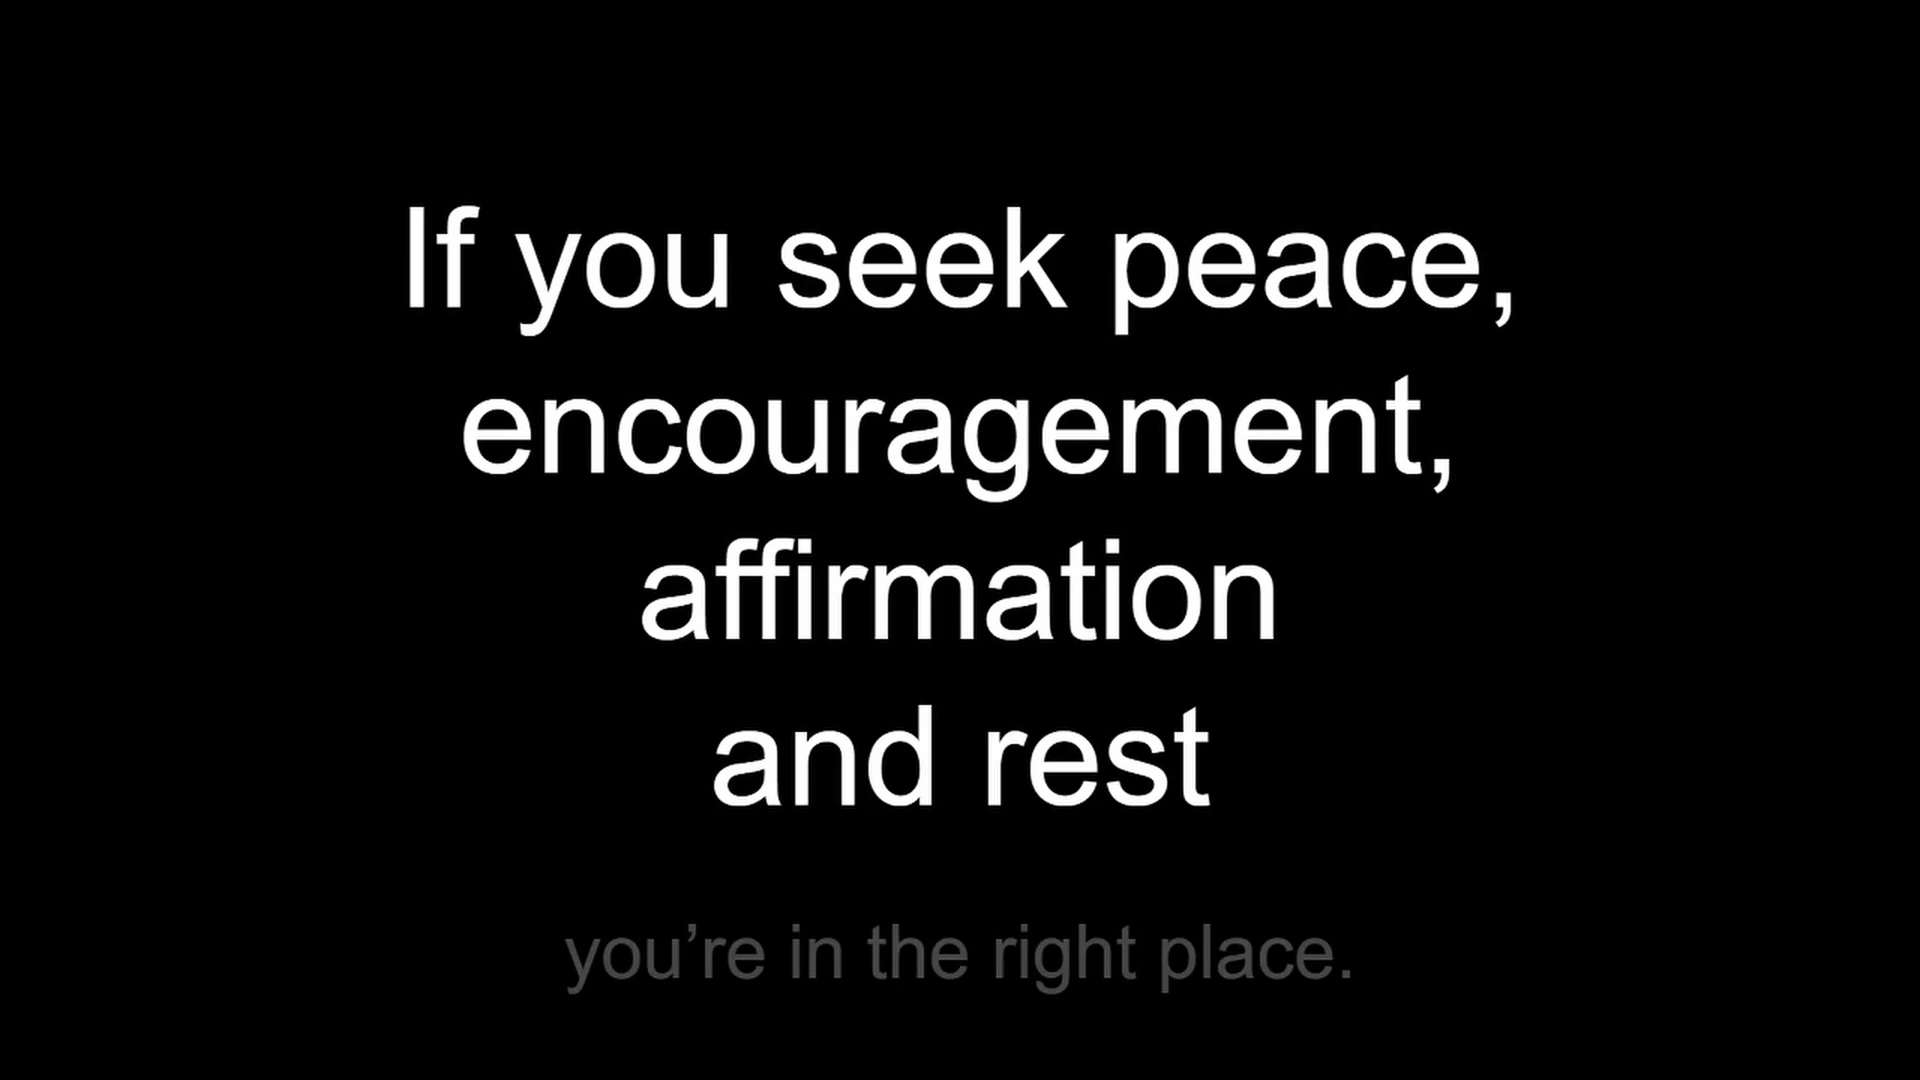 If you seek peace,
encouragement,
affirmation
and rest
you’re in the right place.